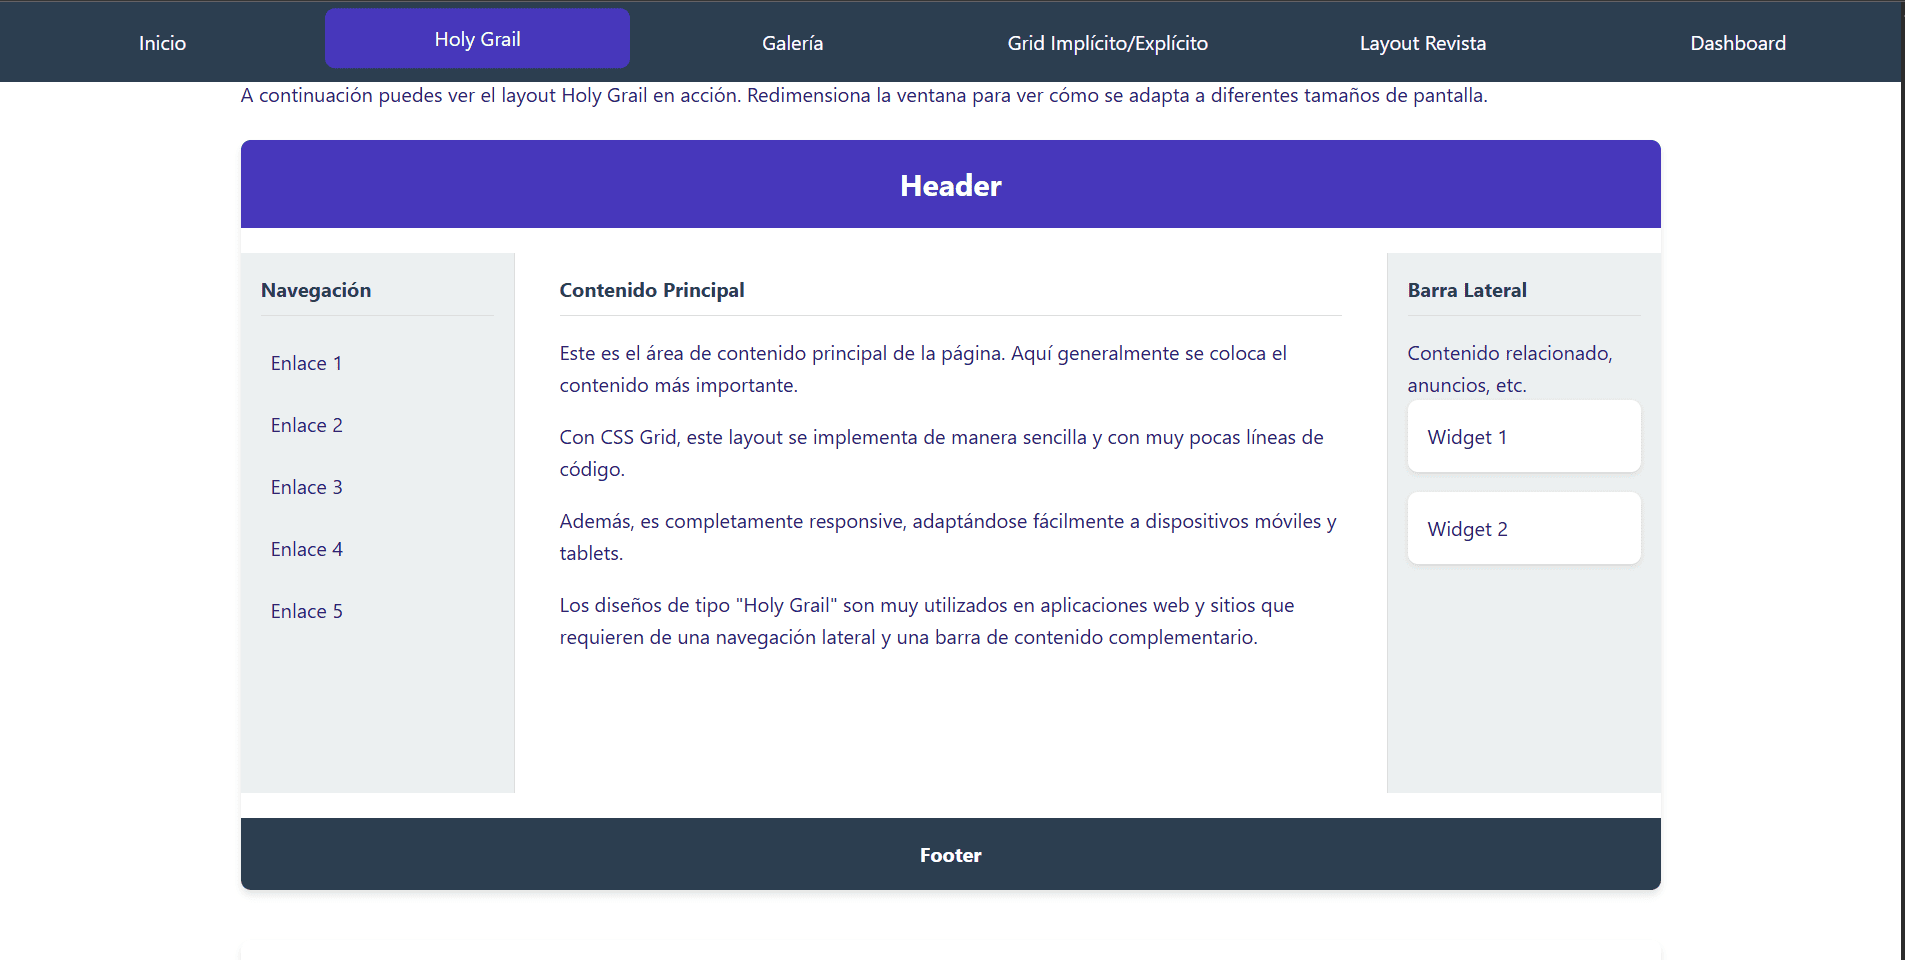 Inicio
Holy Grail
Galería
Grid Implícito/Explícito
Layout Revista
Dashboard
A continuación puedes ver el layout Holy Grail en acción. Redimensiona la ventana para ver cómo se adapta a diferentes tamaños de pantalla.
Header
Navegación
Enlace 1
Enlace 2
Enlace 3
Enlace 4
Enlace 5
Contenido Principal
Este es el área de contenido principal de la página. Aquí generalmente se coloca el
contenido más importante.
Con CSS Grid, este layout se implementa de manera sencilla y con muy pocas líneas de
código.
Además, es completamente responsive, adaptándose fácilmente a dispositivos móviles y
tablets.
Los diseños de tipo "Holy Grail" son muy utilizados en aplicaciones web y sitios que
requieren de una navegación lateral y una barra de contenido complementario.
Barra Lateral
Contenido relacionado,
anuncios, etc.
Widget 1
Widget 2
Footer